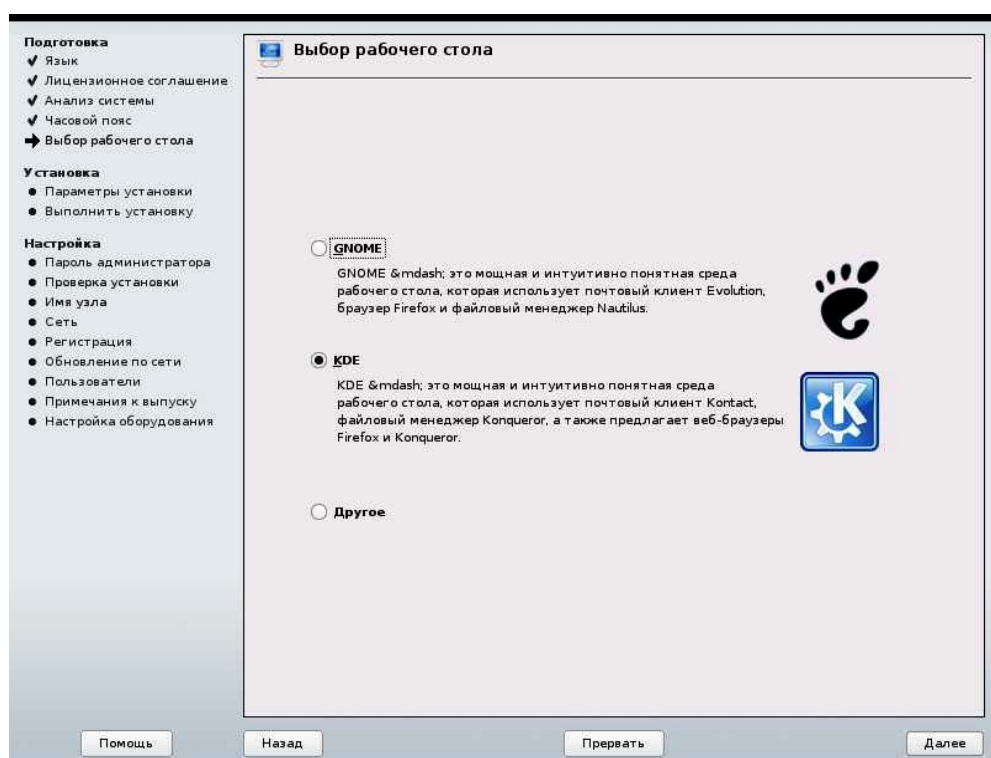 Подготовка
Язык
Лицензионное соглашение
Анализ системы
Часовой пояс
Выбор рабочего стола
Установка
Параметры установки
Выполнить установку
Настройка
Пароль администратора
Проверка установки
Имя узла
Сеть
Регистрация
Обновление по сети
Пользователи
Примечания к выпуску
Настройка оборудования
Выбор рабочего стола
GNOME
GNOME &mdash; это мощная и интуитивно понятная среда
рабочего стола, которая использует почтовый клиент Evolution,
браузер Firefox и файловый менеджер Nautilus.
KDE
KDE &mdash; это мощная и интуитивно понятная среда
рабочего стола, которая использует почтовый клиент Kontact,
файловый менеджер Konqueror, а также предлагает веб-браузеры
Firefox и Konqueror.
Другое
Помощь
Назад
Прервать
Далее